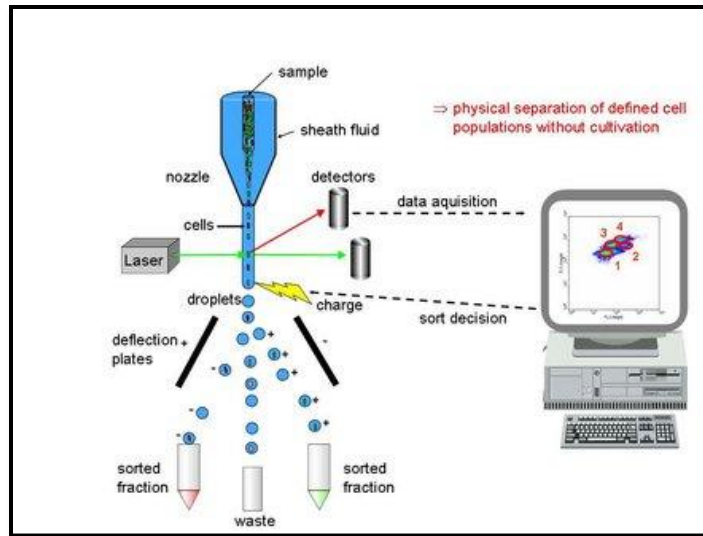 sample
⇒ physical separation of defined cell
populations without cultivation
sheath fluid
nozzle
detectors
data aquisition
cells
Laser
3 4
1 2
droplets
charge
sort decision
deflection
plates
+
-
+
+
+
-
+
-
+
-
+
sorted
fraction
sorted
fraction
waste